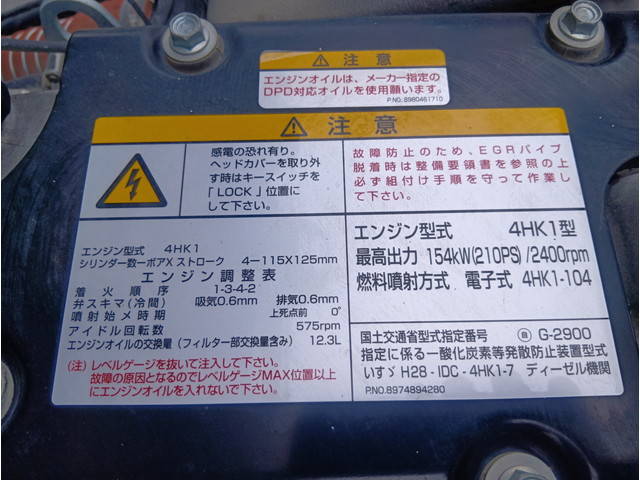 注意
エンジンオイルは、メーカー指定の
DPD対応オイルを使用願います。
P.NO. 8980461710
注意
感電の恐れ有り。
ヘッドカバーを取り外
す時はキースイッチを
「LOCK」位置に
して下さい。
故障防止のため、EGRパイプ
脱着時は整備要領書を参照の上
必ず組付け手順を守って作業し
て下さい。
エンジン型式 4HK1
シリンダー数ーボアX ストローク 4ー115X125mm
エンジン調整表
着火順序 1-3-4-2
弁スキマ(冷間) 吸気0.6mm 排気0.6mm
噴射始メ時期 上死点前 0°
アイドル回転数 575rpm
エンジンオイルの交換量 (フィルター部交換量含み) 12.3L
(注) レベルゲージを抜いて注入して下さい。
故障の原因となるのでレベルゲージMAX位置以上
にエンジンオイルを入れないで下さい。
エンジン型式 4HK1型
最高出力 154kW(210PS)/2400rpm
燃料噴射方式 電子式 4HK1-104
国土交通省型式指定番号 自 G-2900
指定に係る一酸化炭素等発散防止装置型式
いすゞ H28-IDC-4HK1-7 ディーゼル機関
P.NO. 8974894280